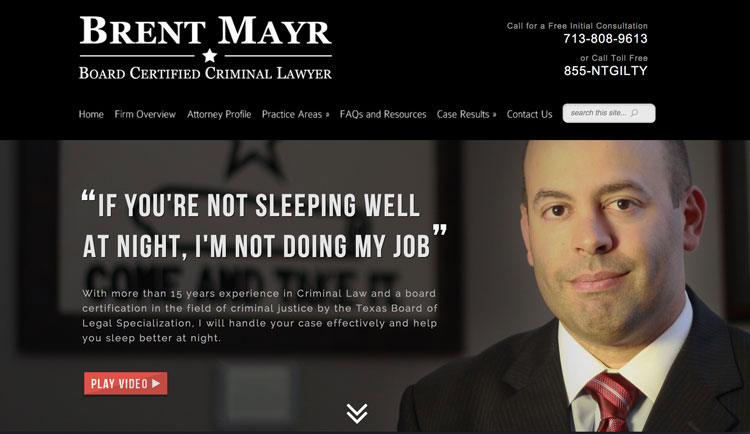 BRENT MAYR
BOARD CERTIFIED CRIMINAL LAWYER
Call for a Free Initial Consultation
713-808-9613
or Call Toll Free
855-NTGILTY
Home Firm Overview Attorney Profile Practice Areas » FAQs and Resources Case Results » Contact Us search this site...
“IF YOU'RE NOT SLEEPING WELL
AT NIGHT, I'M NOT DOING MY JOB”
COME AND TAKE IT
With more than 15 years experience in Criminal Law and a board
certification in the field of criminal justice by the Texas Board of
Legal Specialization, I will handle your case effectively and help
you sleep better at night.
PLAY VIDEO